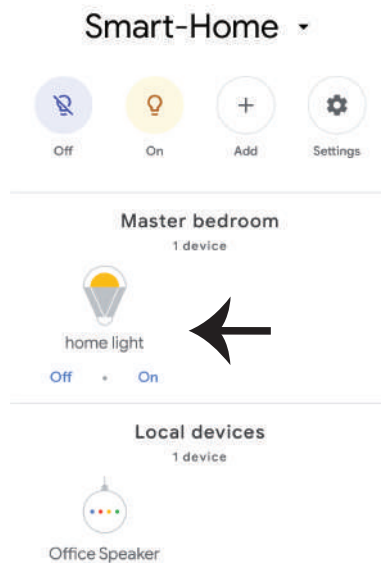 Smart-Home
Off On Add Settings
Master bedroom
1 device
home light
Off • On
Local devices
1 device
Office Speaker